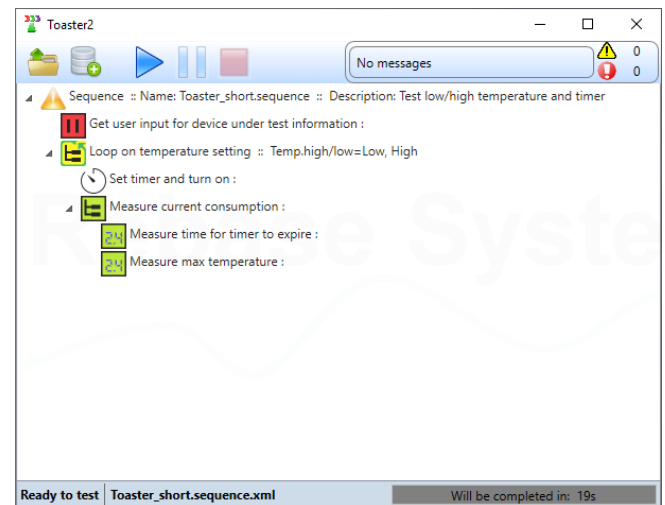 Toaster2
No messages
0
0
Sequence :: Name: Toaster_short.sequence :: Description: Test low/high temperature and timer
Get user input for device under test information :
Loop on temperature setting :: Temp.high/low=Low, High
Set timer and turn on :
Measure current consumption :
Measure time for timer to expire :
Measure max temperature :
Ready to test Toaster_short.sequence.xml Will be completed in: 19s